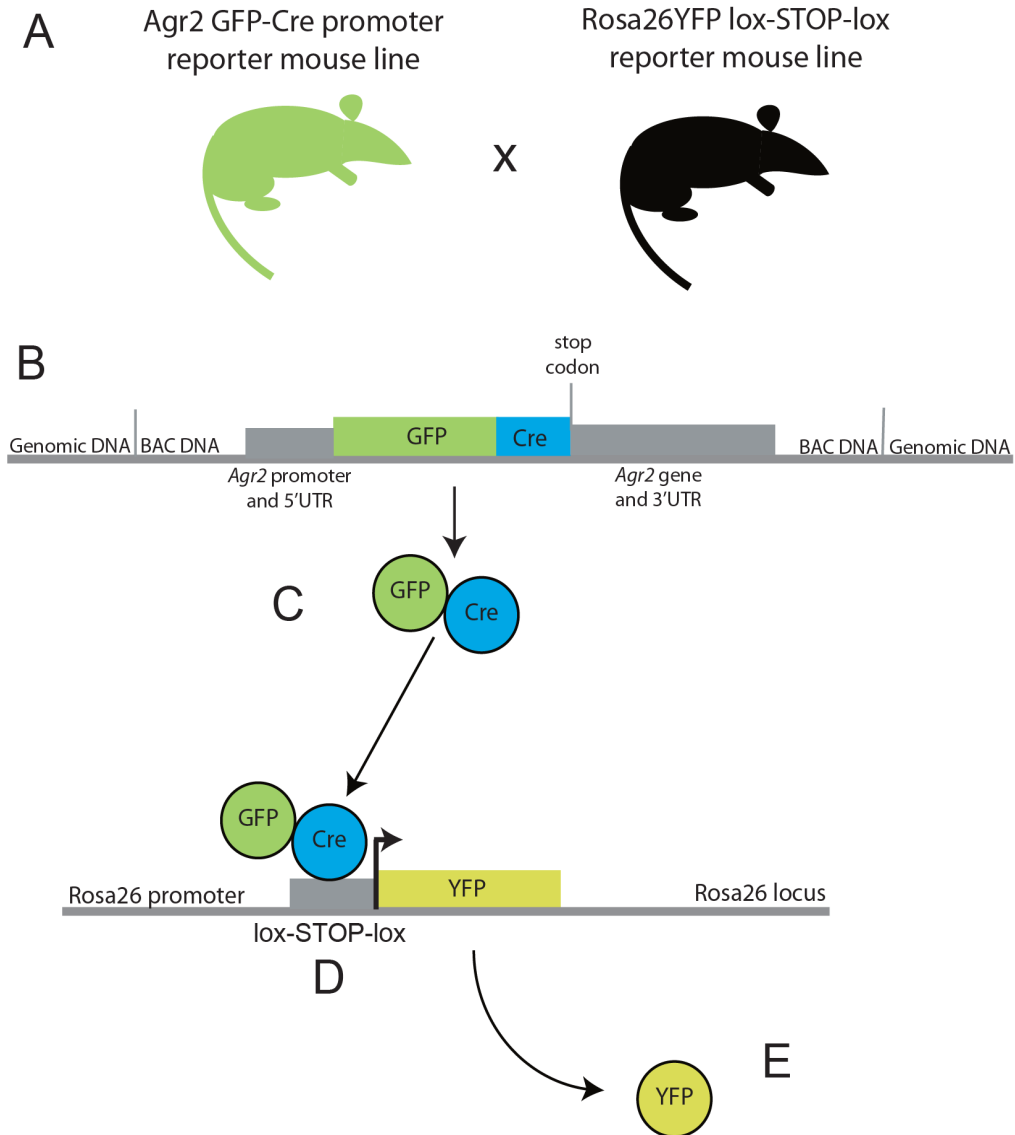 A
Agr2 GFP-Cre promoter
reporter mouse line
Rosa26YFP lox-STOP-lox
reporter mouse line
x
B
stop
codon
Genomic DNA
BAC DNA
GFP
Cre
BAC DNA
Genomic DNA
Agr2 promoter
and 5'UTR
Agr2 gene
and 3'UTR
C
GFP
Cre
GFP
Cre
Rosa26 promoter
YFP
Rosa26 locus
lox-STOP-lox
D
E
YFP